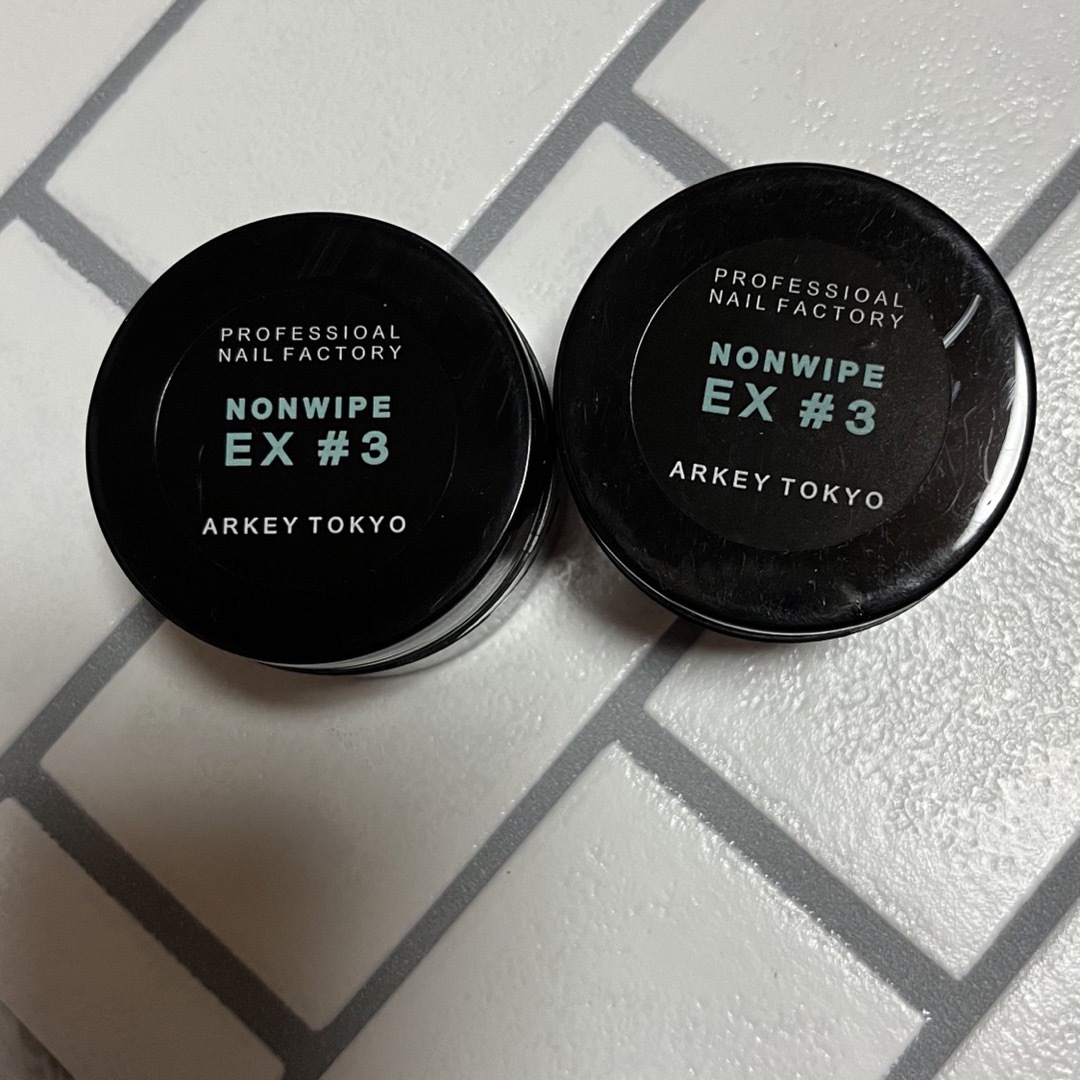 PROFESSIOAL
NAIL FACTORY
NONWIPE
EX #3
ARKEY TOKYO
PROFESSIOAL
NAIL FACTORY
NONWIPE
EX #3
ARKEY TOKYO